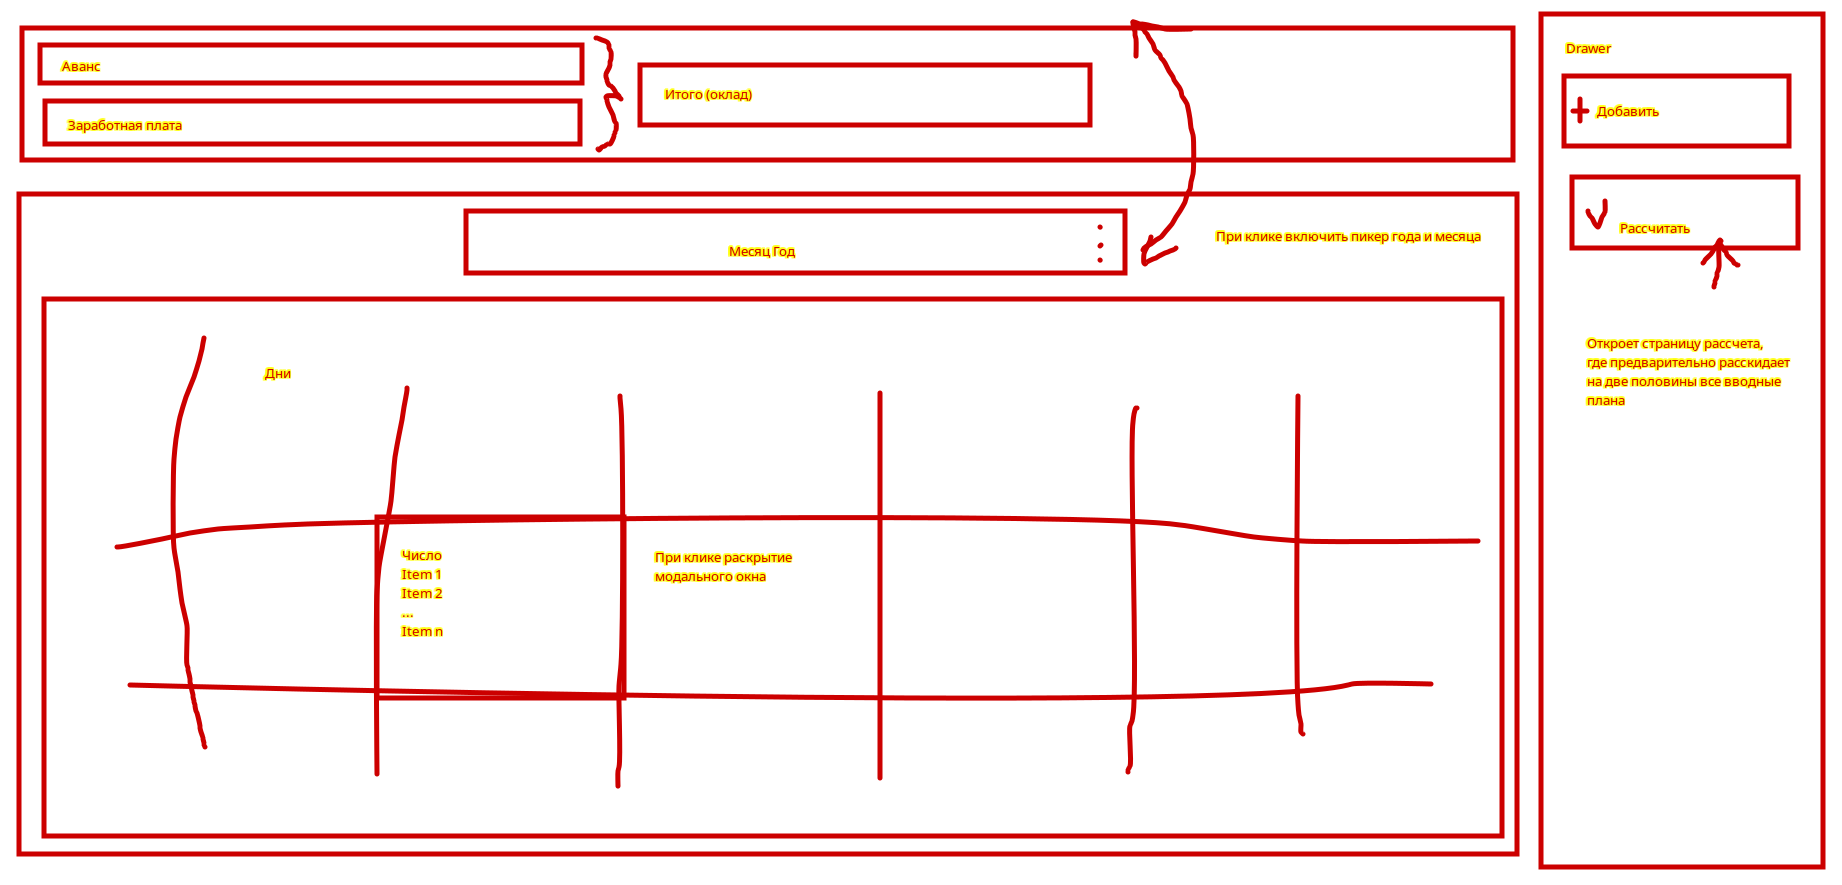 Аванс
Заработная плата
Итого (оклад)
Месяц Год
При клике включить пикер года и месяца
Дни
Число
Item 1
Item 2
...
Item n
При клике раскрытие
модального окна
Drawer
Добавить
Рассчитать
Откроет страницу рассчета,
где предварительно расскидает
на две половины все вводные
плана